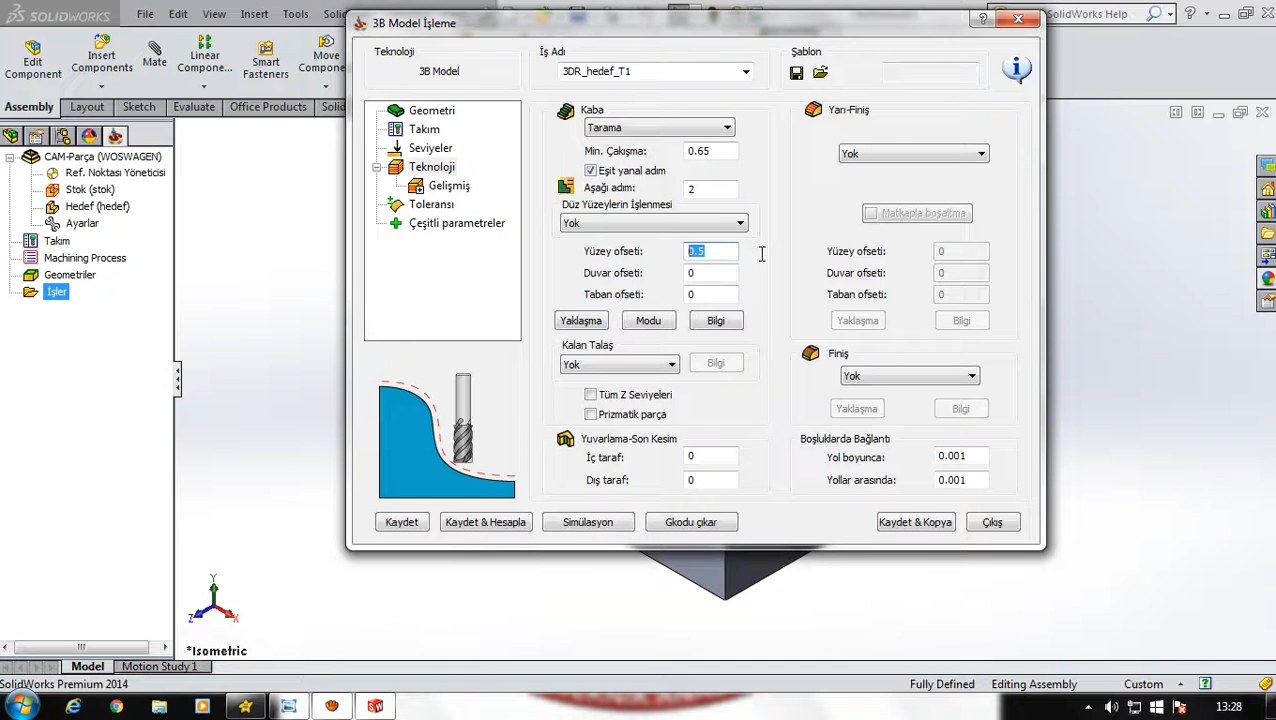 SOLIDWORKS
File Edit View Insert Tools
3B Model İşleme
SolidWorks Help
Edit Component
Insert Components
Mate
Linear Compone...
Smart Fasteners
Move Compone...
Assembly Layout Sketch Evaluate Office Products Solid
CAM-Parça (WOSWAGEN)
Ref. Noktası Yöneticisi
Stok (stok)
Hedef (hedef)
Ayarlar
Takım
Machining Process
Geometriler
İşler
Teknoloji
3B Model
İş Adı
3DR_hedef_T1
Şablon
Geometri
Takım
Seviyeler
Teknoloji
Gelişmiş
Toleransı
Çeşitli parametreler
Kaba
Tarama
Min. Çakışma: 0.65
Eşit yanal adım
Aşağı adım: 2
Düz Yüzeylerin İşlenmesi
Yok
Yüzey ofseti: 0.5
Duvar ofseti: 0
Taban ofseti: 0
Yaklaşma Modu Bilgi
Kalan Talaş
Yok Bilgi
Tüm Z Seviyeleri
Prizmatik parça
Yuvarlama-Son Kesim
İç taraf: 0
Dış taraf: 0
Yarı-Finiş
Yok
Matkapla boşaltma
Yüzey ofseti: 0
Duvar ofseti: 0
Taban ofseti: 0
Yaklaşma Bilgi
Finiş
Yok
Yaklaşma Bilgi
Boşluklarda Bağlantı
Yol boyunca: 0.001
Yollar arasında: 0.001
Kaydet Kaydet & Hesapla Simülasyon Gkodu çıkar Kaydet & Kopya Çıkış
Y
Z
X
*Isometric
Model Motion Study 1
SolidWorks Premium 2014
Fully Defined Editing Assembly Custom
13:28